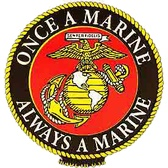 ONCE A MARINE
SEMPER FIDELIS
ALWAYS A MARINE